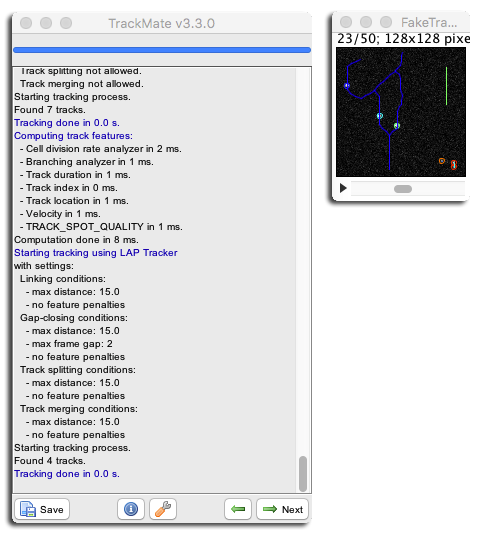 TrackMate v3.3.0
Track splitting not allowed.
Track merging not allowed.
Starting tracking process.
Found 7 tracks.
Tracking done in 0.0 s.
Computing track features:
- Cell division rate analyzer in 2 ms.
- Branching analyzer in 1 ms.
- Track duration in 1 ms.
- Track index in 0 ms.
- Track location in 1 ms.
- Velocity in 1 ms.
- TRACK_SPOT_QUALITY in 1 ms.
Computation done in 8 ms.
Starting tracking using LAP Tracker
with settings:
Linking conditions:
- max distance: 15.0
- no feature penalties
Gap-closing conditions:
- max distance: 15.0
- max frame gap: 2
- no feature penalties
Track splitting conditions:
- max distance: 15.0
- no feature penalties
Track merging conditions:
- max distance: 15.0
- no feature penalties
Starting tracking process.
Found 4 tracks.
Tracking done in 0.0 s.
Save
Next
FakeTra...
23/50; 128x128 pixe